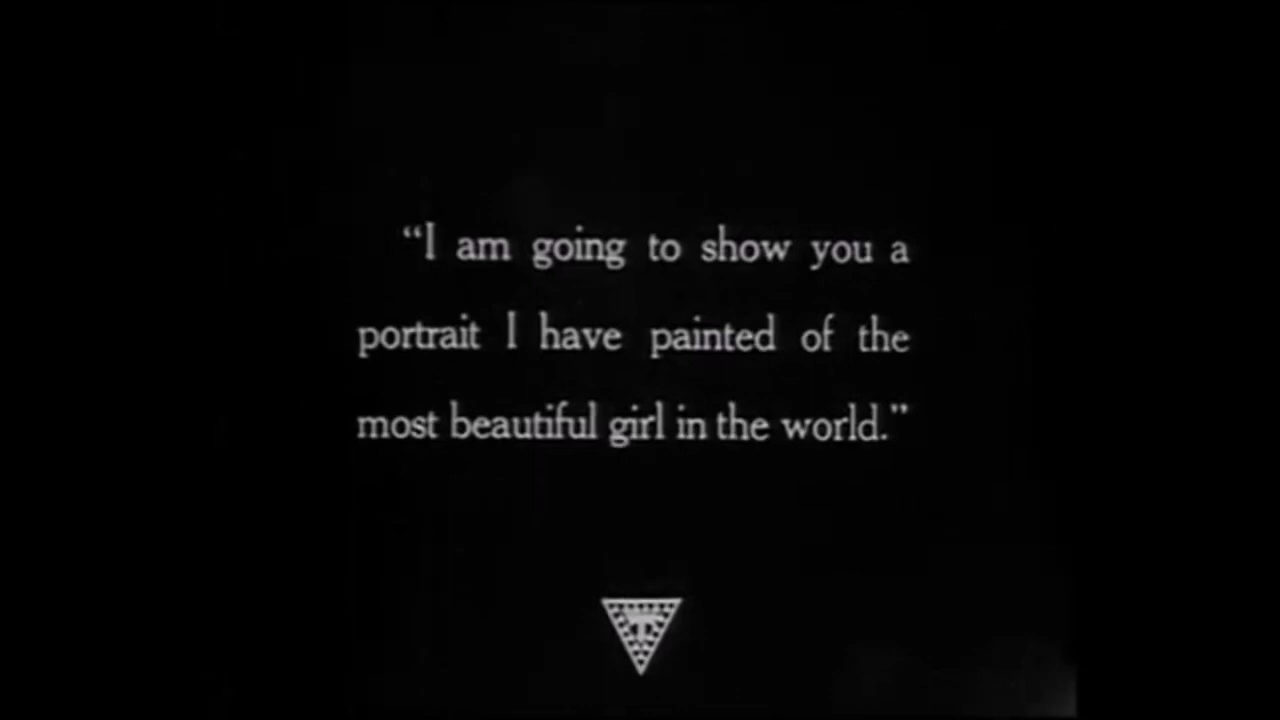 “I am going to show you a
portrait I have painted of the
most beautiful girl in the world.”
T